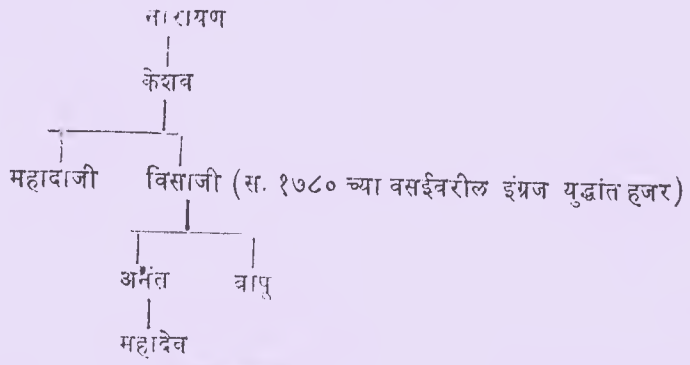 नारायण
केशव
महादाजी विसाजी (स. १७८० च्या वसईवरील इंग्रज युद्धांत हजर)
अनंत बापु
महादेव